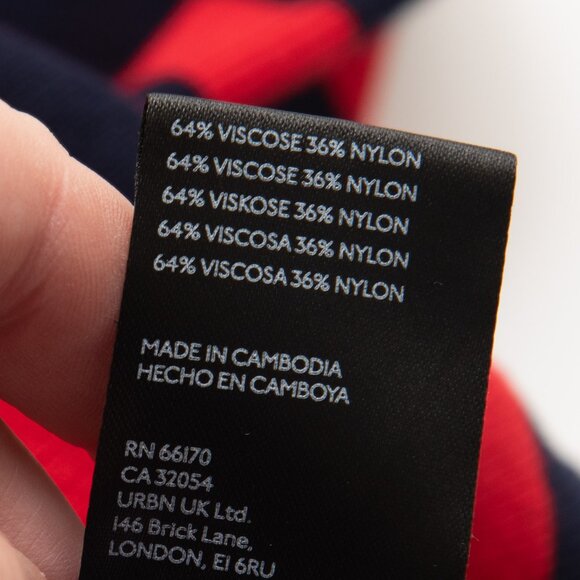 64% VISCOSE 36% NYLON
64% VISCOSE 36% NYLON
64% VISKOSE 36% NYLON
64% VISCOSA 36% NYLON
64% VISCOSA 36% NYLON
MADE IN CAMBODIA
HECHO EN CAMBOYA
RN 66170
CA 32054
URBN UK Ltd.
146 Brick Lane,
LONDON, E1 6RU